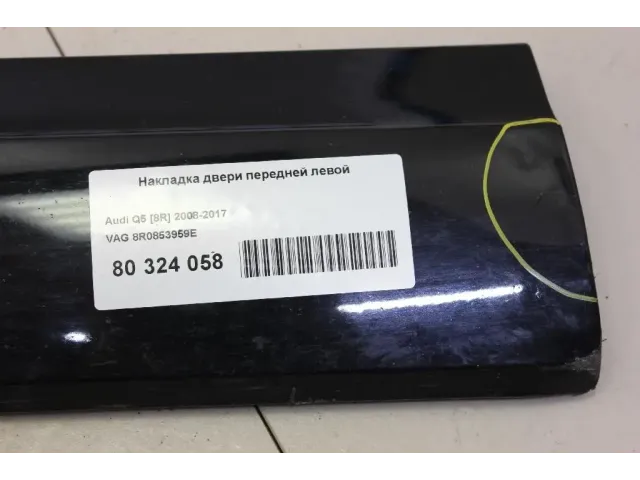 Накладка двери передней левой
Audi Q5 [8R] 2008-2017
VAG 8R0853959E
80 324 058